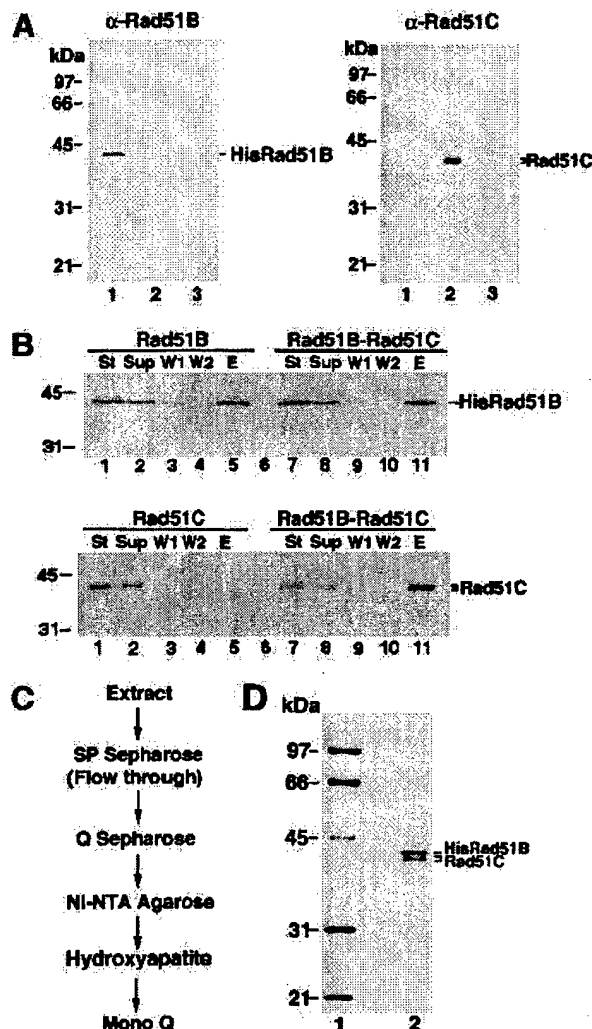 A
α-Rad51B
α-Rad51C
kDa
97-
66-
45-
31-
21-
- HisRad51B
1 2 3
kDa
97-
66-
45-
31-
21-
Rad51C
1 2 3
B
Rad51B Rad51B-Rad51C
St Sup W1 W2 E St Sup W1 W2 E
45-
31-
HisRad51B
1 2 3 4 5 6 7 8 9 10 11
Rad51C Rad51B-Rad51C
St Sup W1 W2 E St Sup W1 W2 E
45-
31-
Rad51C
1 2 3 4 5 6 7 8 9 10 11
C
Extract
SP Sepharose
(Flow through)
Q Sepharose
Ni-NTA Agarose
Hydroxyapatite
Mono Q
D
kDa
97-
66-
45-
31-
21-
HisRad51B
Rad51C
1 2